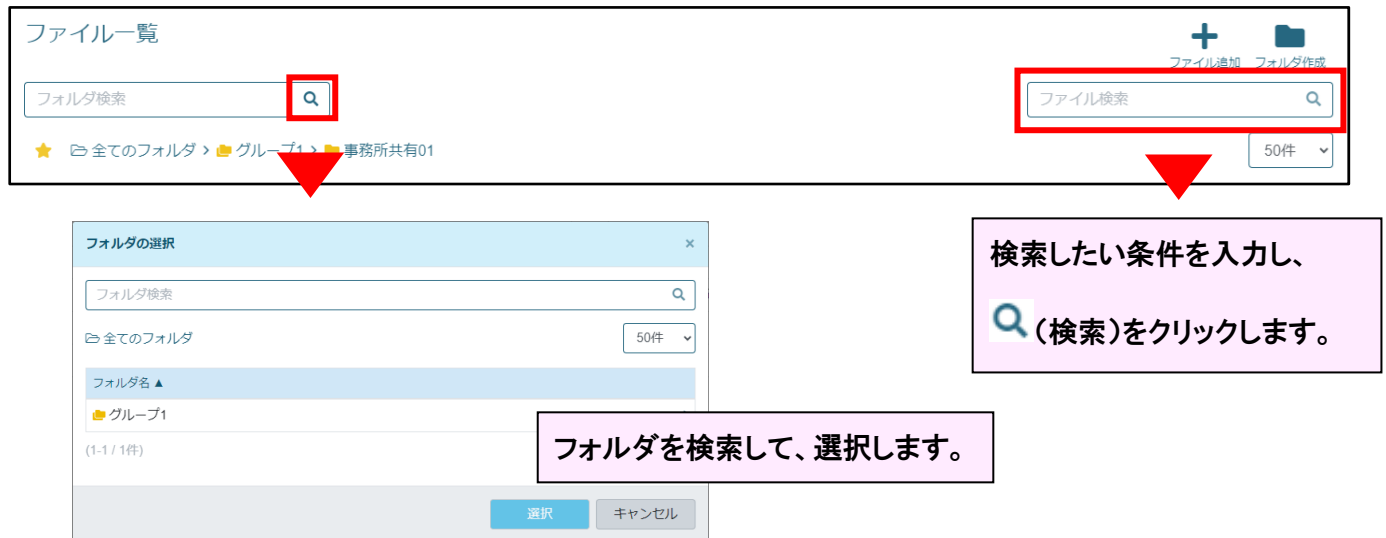 ファイル一覧
ファイル追加 フォルダ作成
フォルダ検索
ファイル検索
全てのフォルダ > グループ1 > 事務所共有01
50件
フォルダの選択
×
フォルダ検索
全てのフォルダ
50件
フォルダ名▲
グループ1
(1-1 / 1件)
選択 キャンセル
フォルダを検索して、選択します。
検索したい条件を入力し、
(検索)をクリックします。